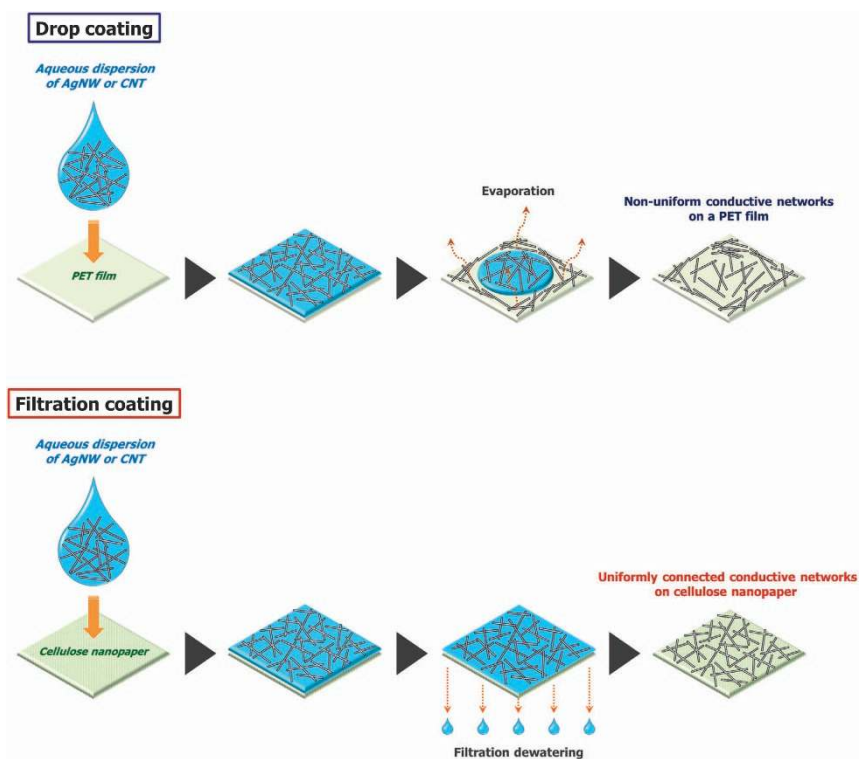 Drop coating
Aqueous dispersion
of AgNW or CNT
PET film
Evaporation
Non-uniform conductive networks
on a PET film
Filtration coating
Aqueous dispersion
of AgNW or CNT
Cellulose nanopaper
Filtration dewatering
Uniformly connected conductive networks
on cellulose nanopaper